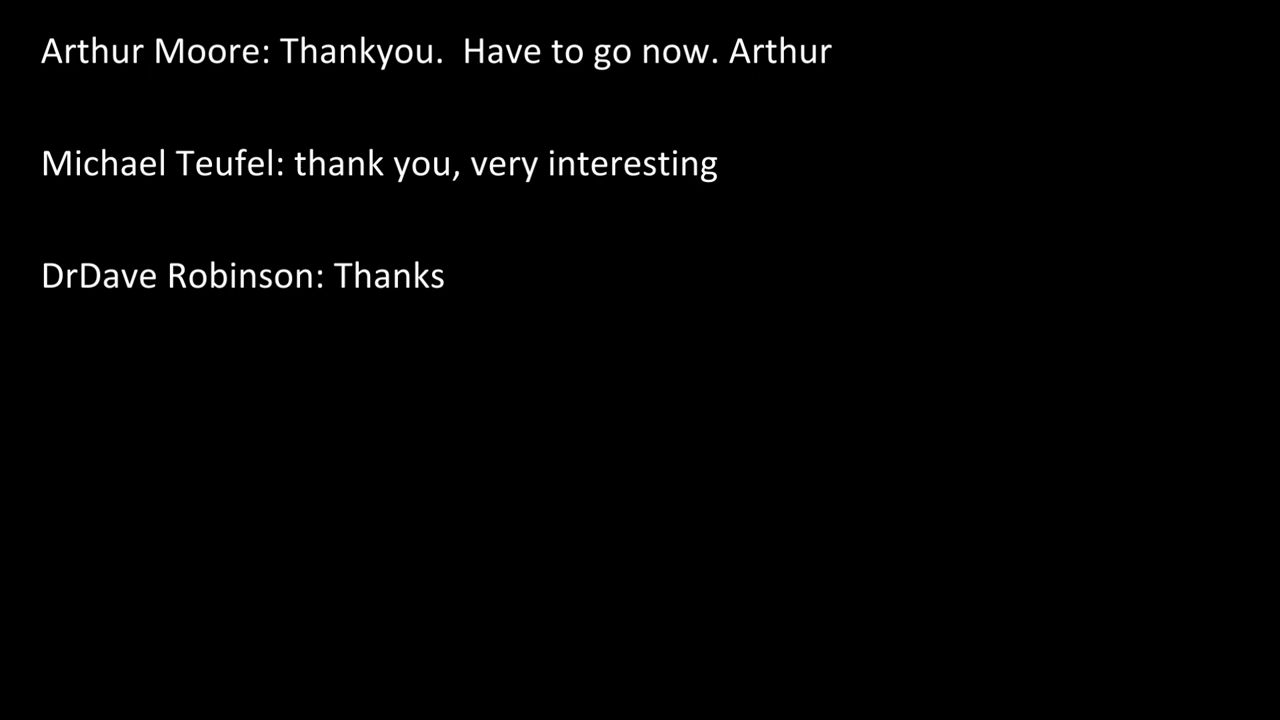 Arthur Moore: Thankyou.  Have to go now. Arthur
Michael Teufel: thank you, very interesting
DrDave Robinson: Thanks